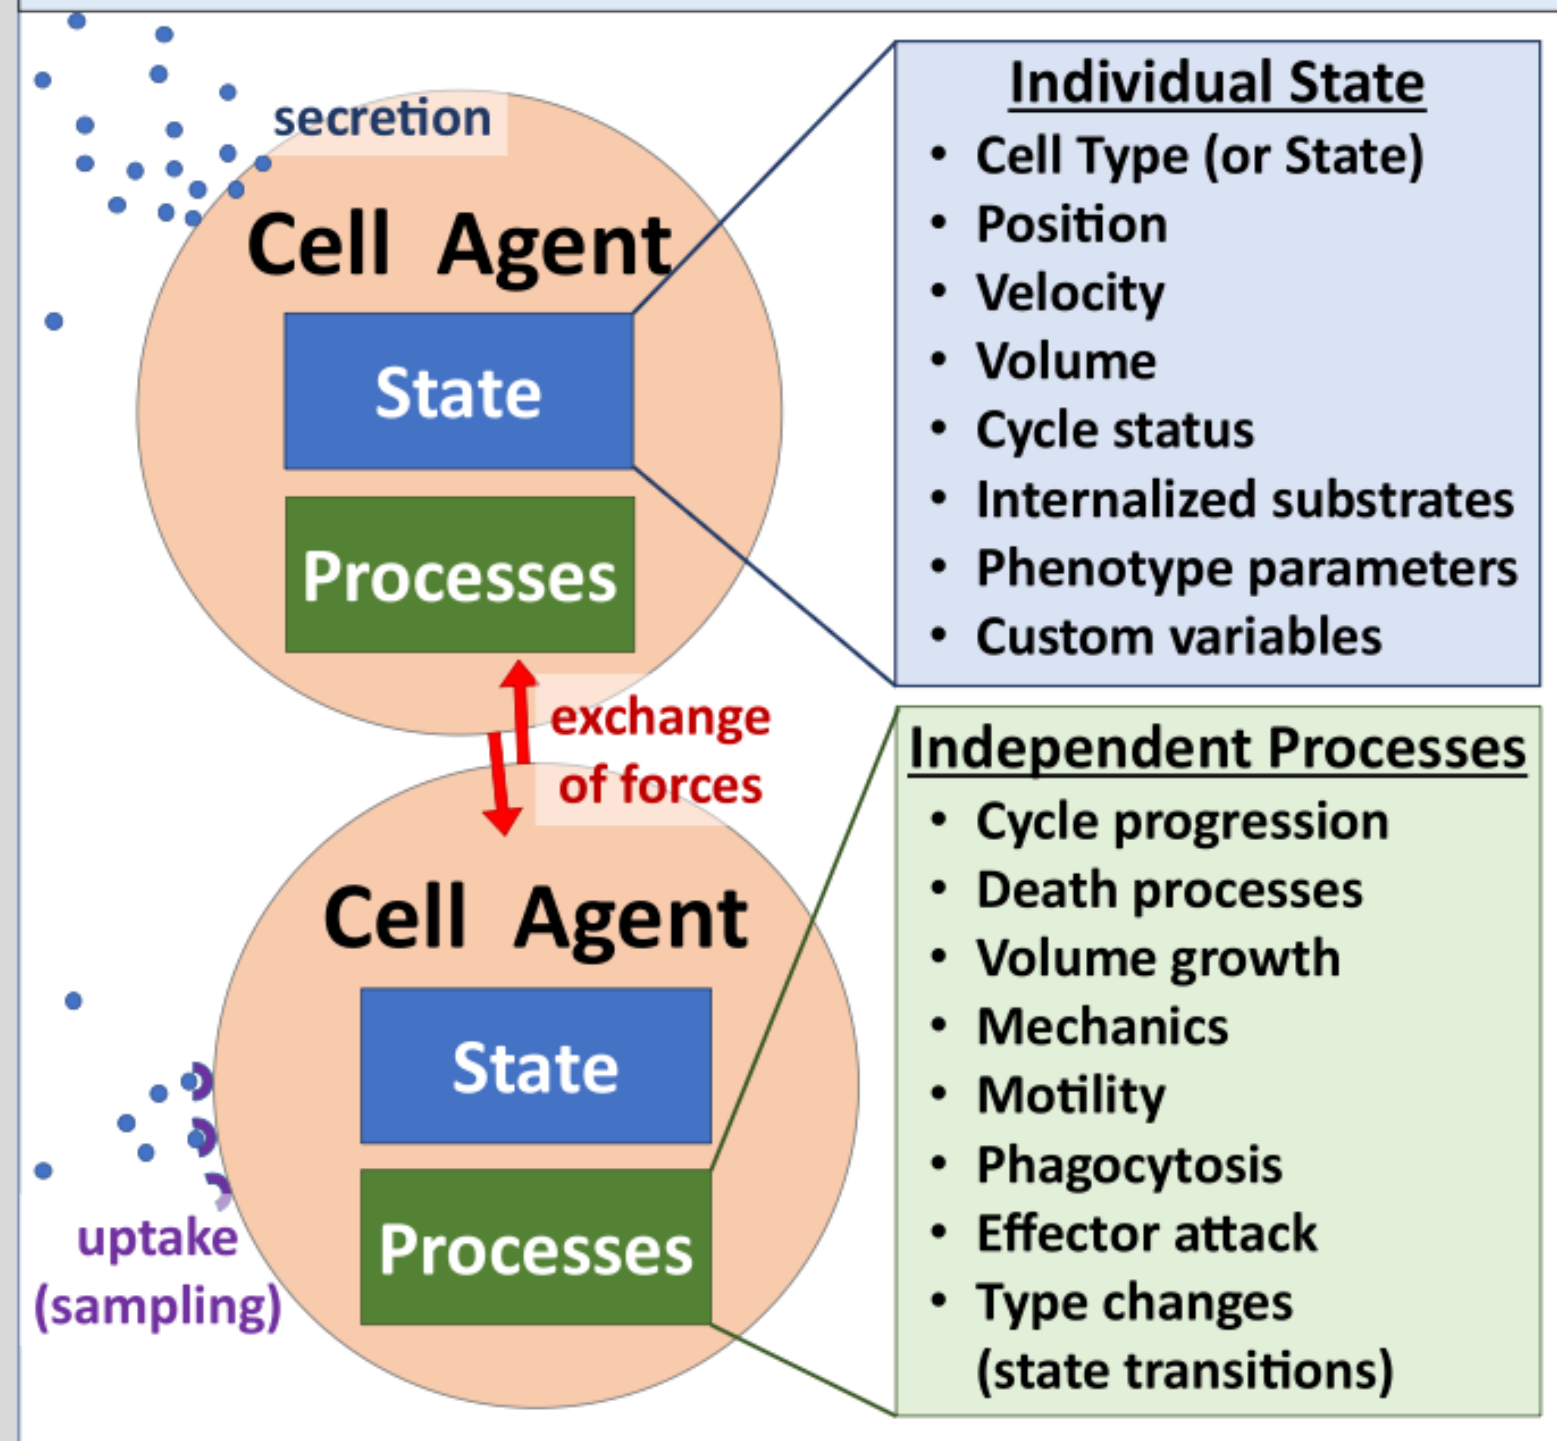 secretion
Cell Agent
State
Processes
exchange
of forces
Cell Agent
State
Processes
uptake
(sampling)
Individual State
• Cell Type (or State)
• Position
• Velocity
• Volume
• Cycle status
• Internalized substrates
• Phenotype parameters
• Custom variables
Independent Processes
• Cycle progression
• Death processes
• Volume growth
• Mechanics
• Motility
• Phagocytosis
• Effector attack
• Type changes
(state transitions)